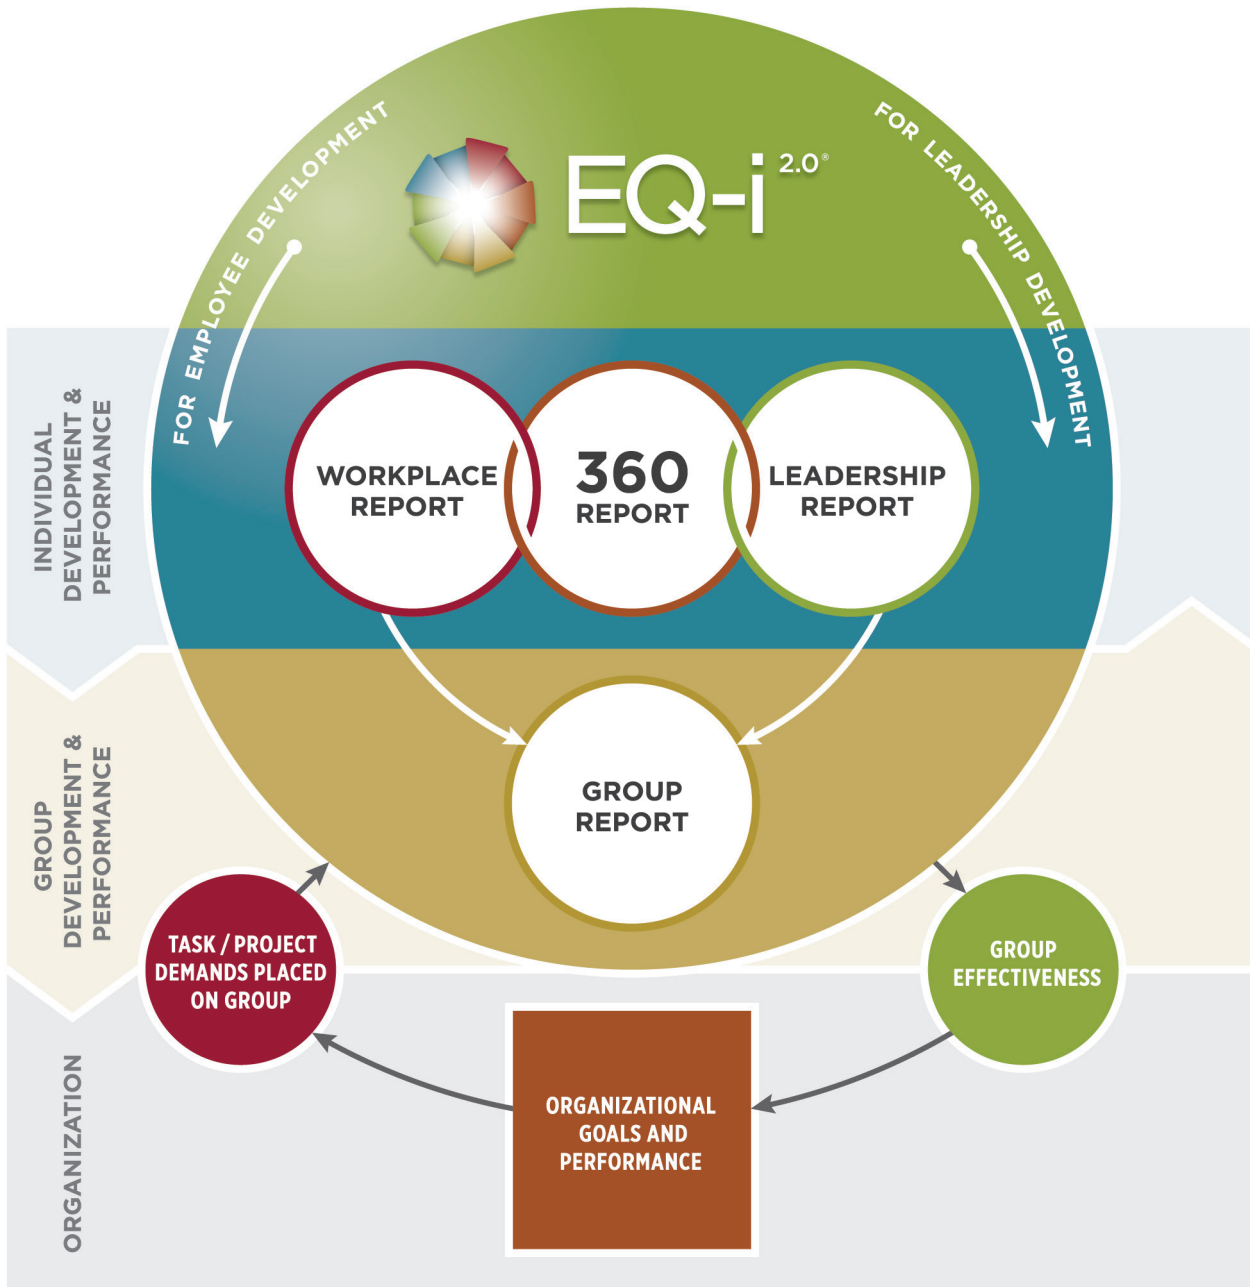 EQ-i 2.0®
FOR EMPLOYEE DEVELOPMENT
FOR LEADERSHIP DEVELOPMENT
INDIVIDUAL
DEVELOPMENT &
PERFORMANCE
WORKPLACE
REPORT
360
REPORT
LEADERSHIP
REPORT
GROUP
DEVELOPMENT &
PERFORMANCE
GROUP
REPORT
TASK / PROJECT
DEMANDS PLACED
ON GROUP
GROUP
EFFECTIVENESS
ORGANIZATION
ORGANIZATIONAL
GOALS AND
PERFORMANCE